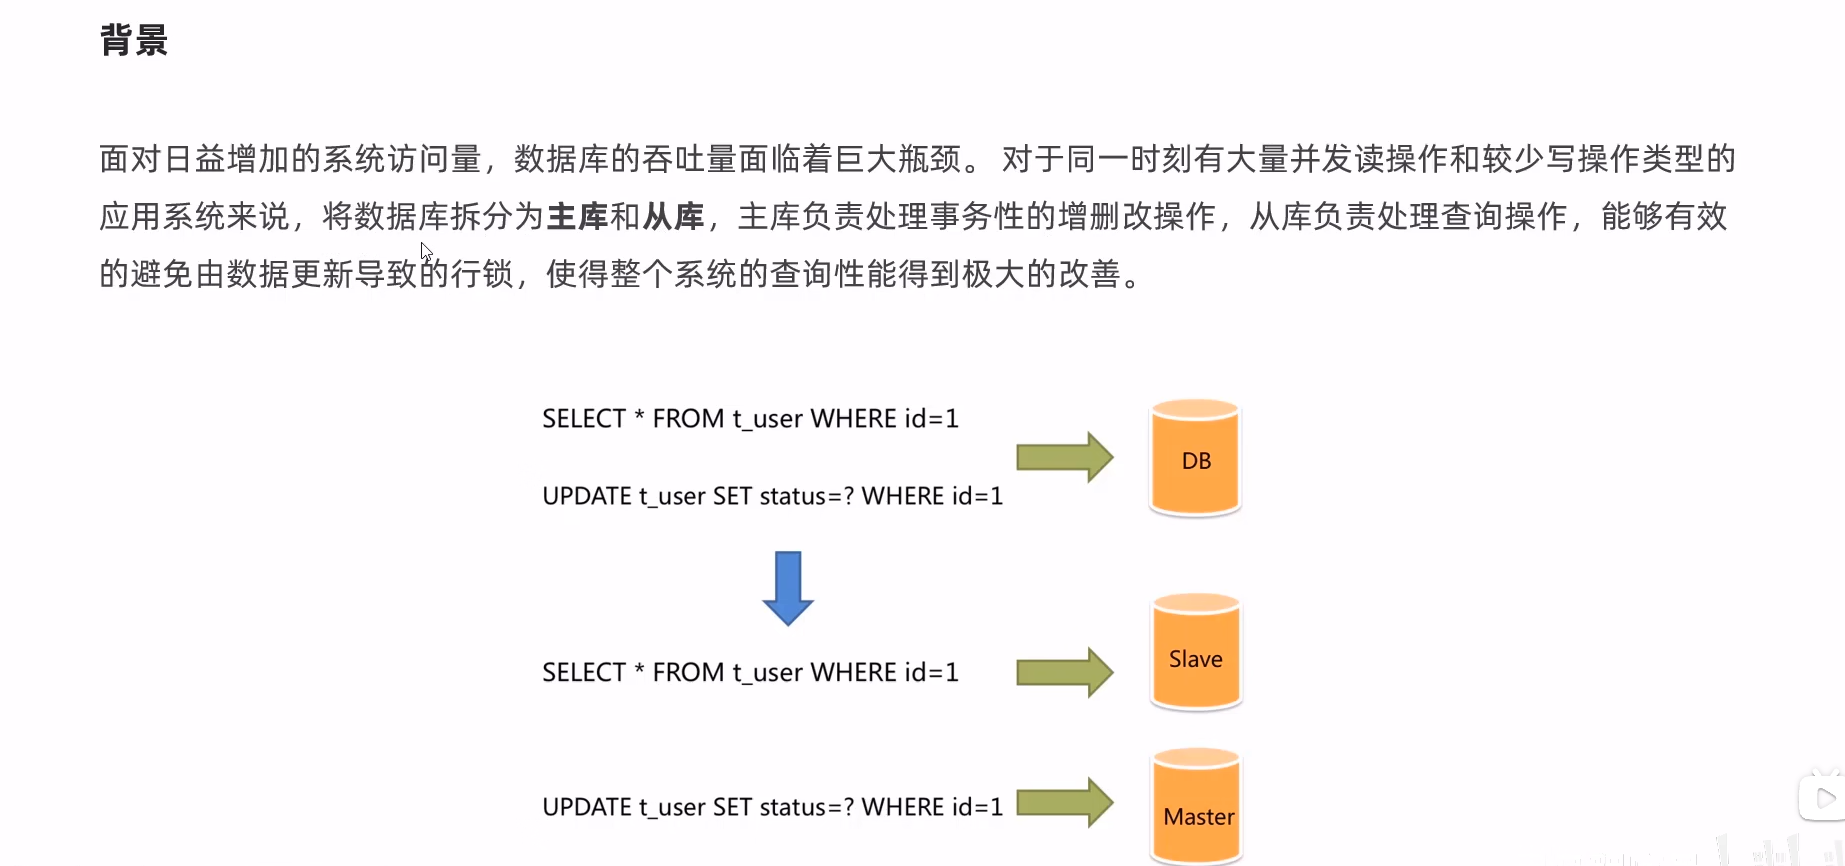 背景
面对日益增加的系统访问量，数据库的吞吐量面临着巨大瓶颈。 对于同一时刻有大量并发读操作和较少写操作类型的
应用系统来说，将数据库拆分为主库和从库，主库负责处理事务性的增删改操作，从库负责处理查询操作，能够有效
的避免由数据更新导致的行锁，使得整个系统的查询性能得到极大的改善。
SELECT * FROM t_user WHERE id=1
DB
UPDATE t_user SET status=? WHERE id=1
SELECT * FROM t_user WHERE id=1
Slave
UPDATE t_user SET status=? WHERE id=1
Master